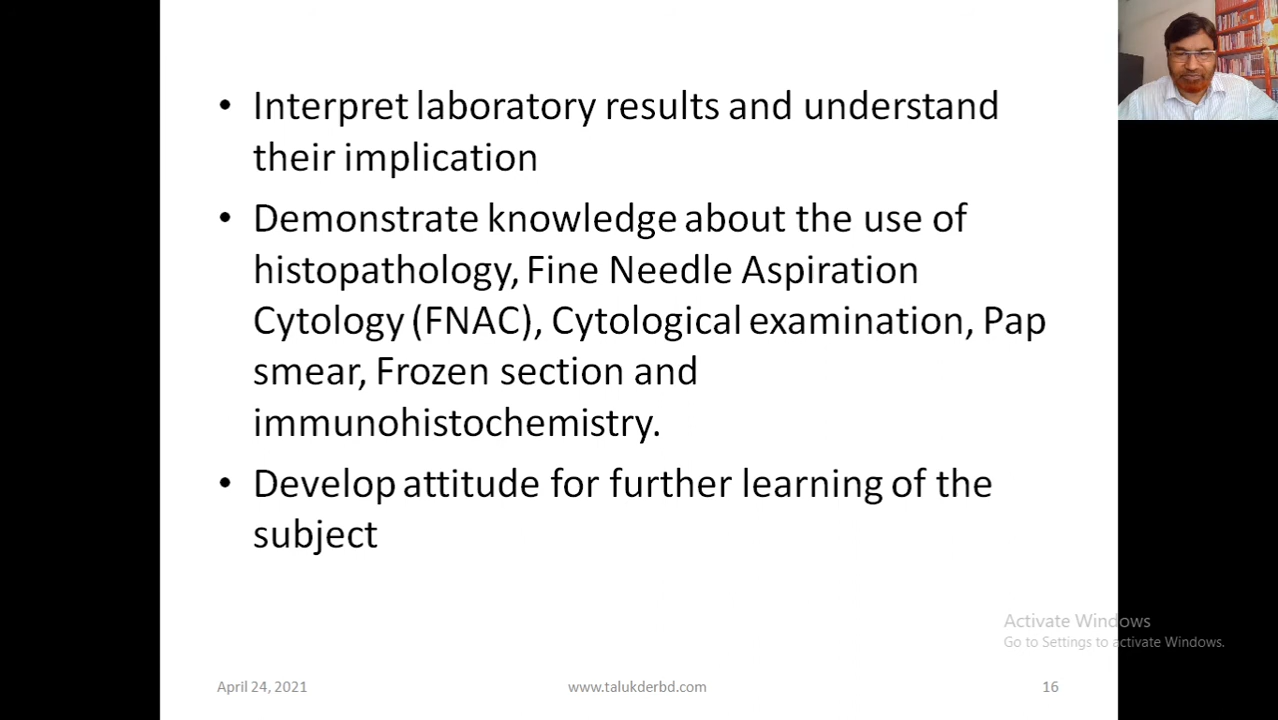 • Interpret laboratory results and understand
their implication
• Demonstrate knowledge about the use of
histopathology, Fine Needle Aspiration
Cytology (FNAC), Cytological examination, Pap
smear, Frozen section and
immunohistochemistry.
• Develop attitude for further learning of the
subject
Activate Windows
Go to Settings to activate Windows.
April 24, 2021
www.talukderbd.com
16